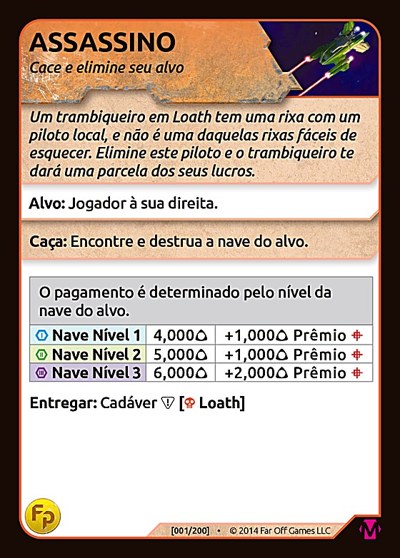 ASSASSINO
Cace e elimine seu alvo
Um trambiqueiro em Loath tem uma rixa com um
piloto local, e não é uma daquelas rixas fáceis de
esquecer. Elimine este piloto e o trambiqueiro te
dará uma parcela dos seus lucros.
Alvo: Jogador à sua direita.
Caça: Encontre e destrua a nave do alvo.
O pagamento é determinado pelo nível da
nave do alvo.
Nave Nível 1 4,000 +1,000 Prêmio
Nave Nível 2 5,000 +1,000 Prêmio
Nave Nível 3 6,000 +2,000 Prêmio
Entregar: Cadáver [Loath]
FP
[001/200] • © 2014 Far Off Games LLC